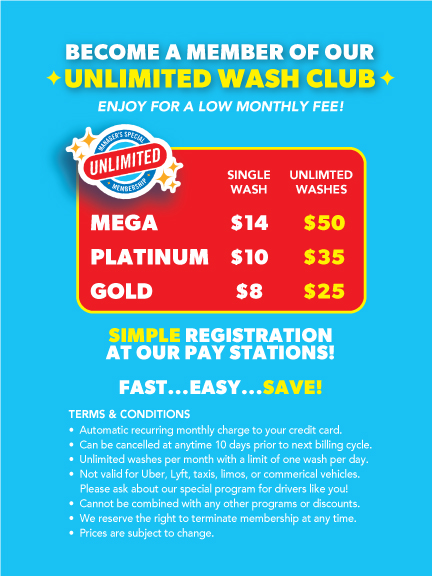 BECOME A MEMBER OF OUR
UNLIMITED WASH CLUB
ENJOY FOR A LOW MONTHLY FEE!
MANAGER'S SPECIAL
UNLIMITED
MEMBERSHIP
SINGLE WASH
UNLIMTED WASHES
MEGA $14 $50
PLATINUM $10 $35
GOLD $8 $25
SIMPLE REGISTRATION
AT OUR PAY STATIONS!
FAST...EASY...SAVE!
TERMS & CONDITIONS
• Automatic recurring monthly charge to your credit card.
• Can be cancelled at anytime 10 days prior to next billing cycle.
• Unlimited washes per month with a limit of one wash per day.
• Not valid for Uber, Lyft, taxis, limos, or commerical vehicles.
Please ask about our special program for drivers like you!
• Cannot be combined with any other programs or discounts.
• We reserve the right to terminate membership at any time.
• Prices are subject to change.